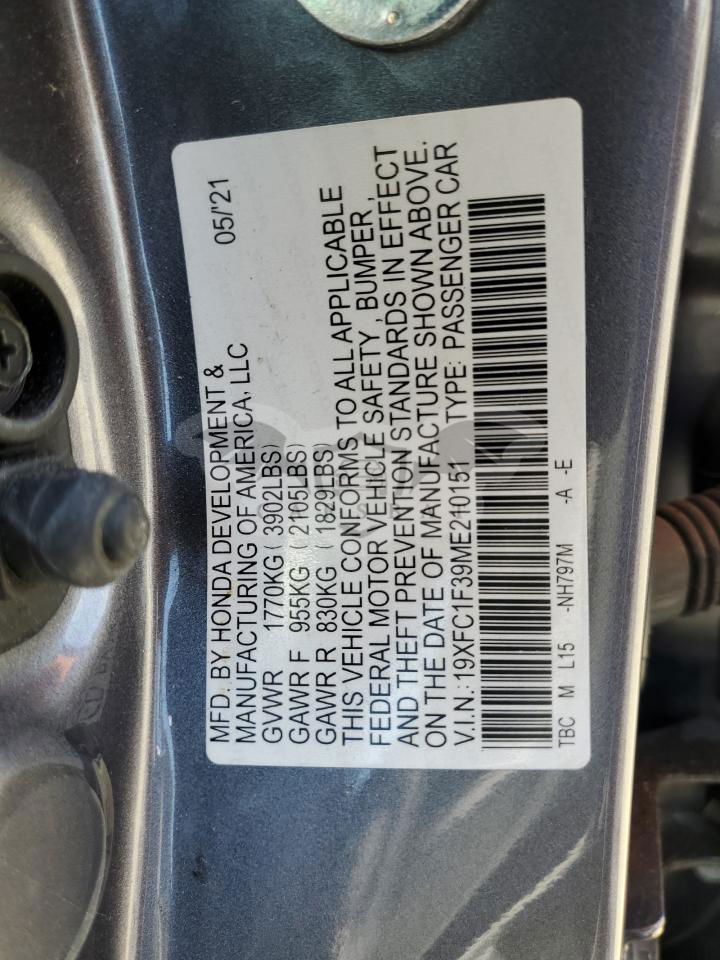 MFD. BY HONDA DEVELOPMENT &
MANUFACTURING OF AMERICA, LLC 05/'21
GVWR 1770KG ( 3902LBS)
GAWR F 955KG ( 2105LBS)
GAWR R 830KG ( 1829LBS)
THIS VEHICLE CONFORMS TO ALL APPLICABLE
FEDERAL MOTOR VEHICLE SAFETY , BUMPER ,
AND THEFT PREVENTION STANDARDS IN EFFECT
ON THE DATE OF MANUFACTURE SHOWN ABOVE.
V.I.N.:19XFC1F39ME210151 TYPE: PASSENGER CAR
TBC M L15 -NH797M -A -E